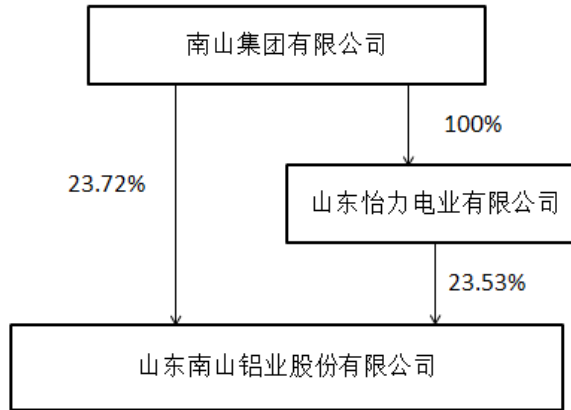 南山集团有限公司
100%
23.72%
山东怡力电业有限公司
23.53%
山东南山铝业股份有限公司